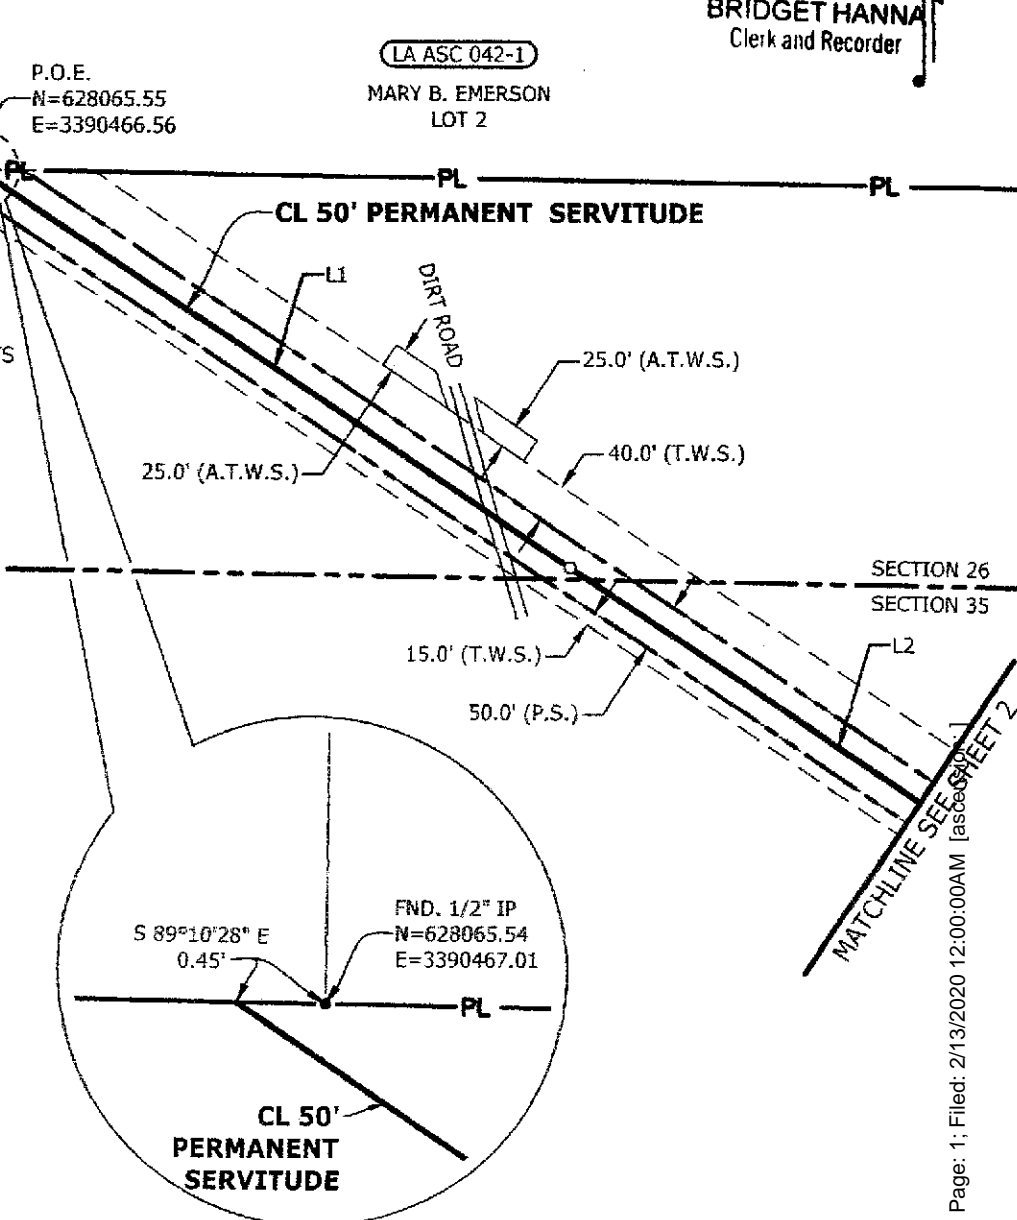 BRIDGET HANNA
Clerk and Recorder
LA ASC 042-1
MARY B. EMERSON
LOT 2
P.O.E.
N=628065.55
E=3390466.56
PL
PL
PL
CL 50' PERMANENT SERVITUDE
L1
DIRT ROAD
25.0' (A.T.W.S.)
25.0' (A.T.W.S.)
40.0' (T.W.S.)
SECTION 26
SECTION 35
15.0' (T.W.S.)
50.0' (P.S.)
L2
MATCHLINE SEE SHEET 2
S 89°10'28" E
0.45'
FND. 1/2" IP
N=628065.54
E=3390467.01
PL
CL 50'
PERMANENT
SERVITUDE
Page: 1; Filed: 2/13/2020 12:00:00AM